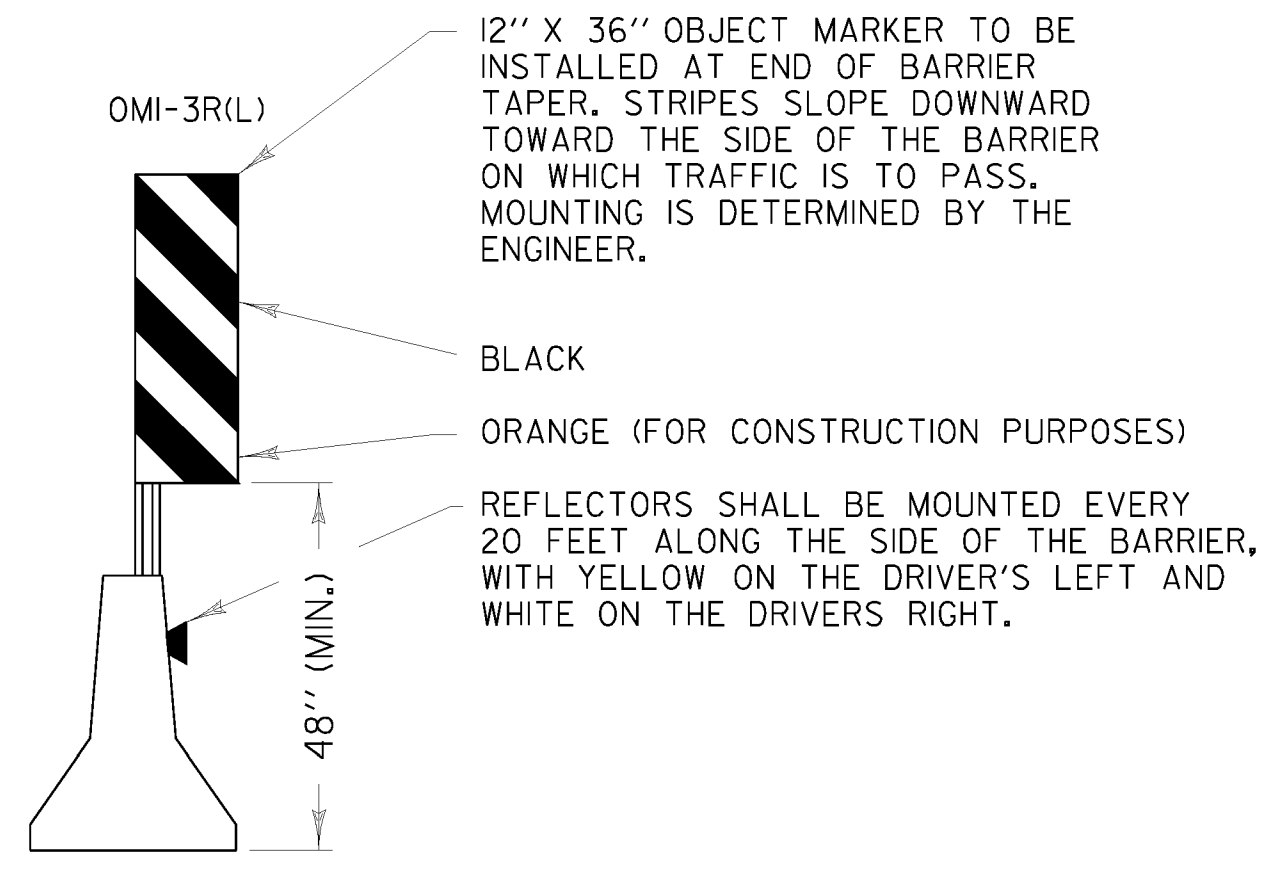 OM1-3R(L)
12'' X 36'' OBJECT MARKER TO BE
INSTALLED AT END OF BARRIER
TAPER. STRIPES SLOPE DOWNWARD
TOWARD THE SIDE OF THE BARRIER
ON WHICH TRAFFIC IS TO PASS.
MOUNTING IS DETERMINED BY THE
ENGINEER.
BLACK
ORANGE (FOR CONSTRUCTION PURPOSES)
REFLECTORS SHALL BE MOUNTED EVERY
20 FEET ALONG THE SIDE OF THE BARRIER,
WITH YELLOW ON THE DRIVER'S LEFT AND
WHITE ON THE DRIVERS RIGHT.
48'' (MIN.)